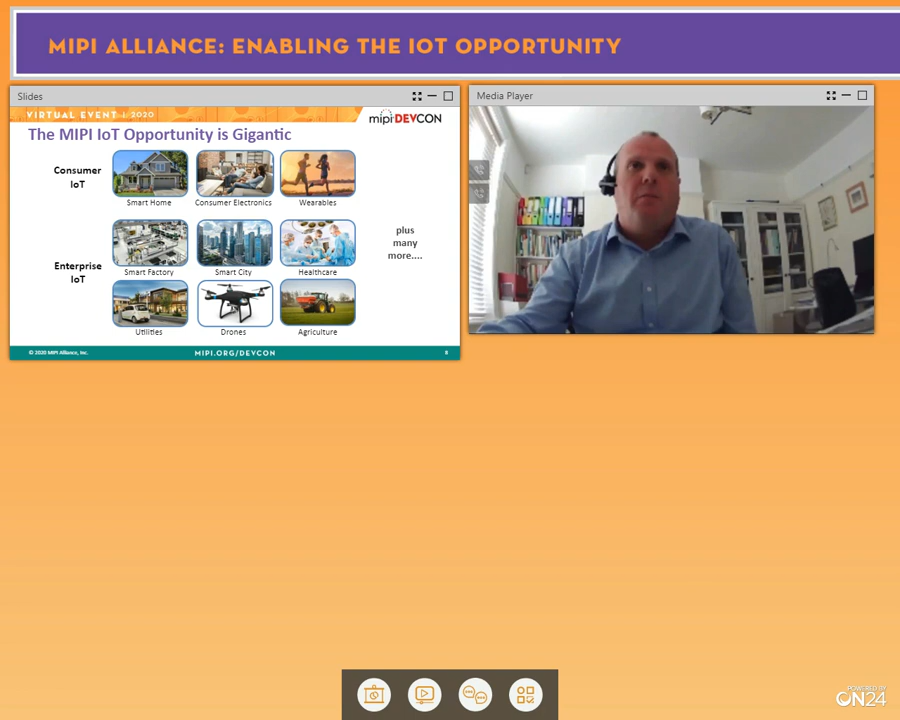 MIPI ALLIANCE: ENABLING THE IOT OPPORTUNITY
Slides
VIRTUAL EVENT | 2020
mipi DEVCON
The MIPI IoT Opportunity is Gigantic
Consumer
IoT
Smart Home
Consumer Electronics
Wearables
Enterprise
IoT
Smart Factory
Smart City
Healthcare
Utilities
Drones
Agriculture
plus
many
more....
© 2020 MIPI Alliance, Inc.
MIPI.ORG/DEVCON
8
Media Player
POWERED BY
ON24